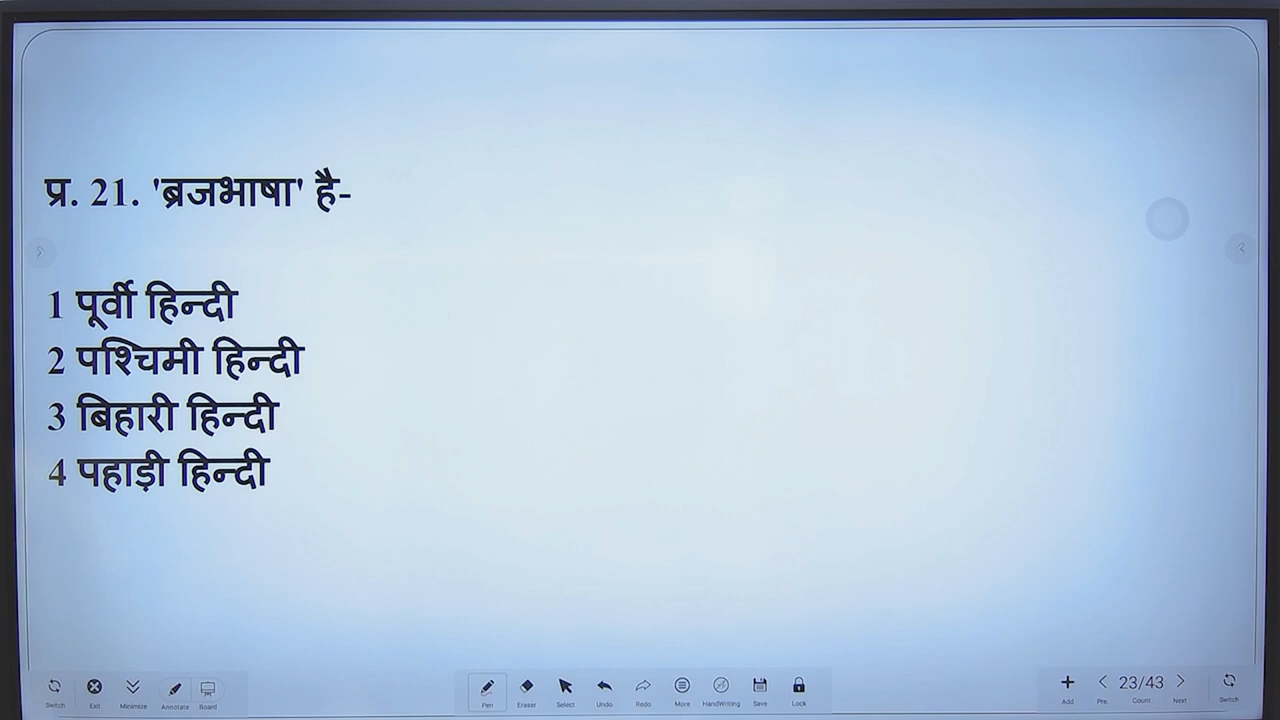 प्र. 21. 'ब्रजभाषा' है-
1 पूर्वी हिन्दी
2 पश्चिमी हिन्दी
3 बिहारी हिन्दी
4 पहाड़ी हिन्दी
Switch Exit Minimize Annotate Board Pen Eraser Select Undo Redo More HandWriting Save Lock Add Pre. 23/43 Count Next Switch